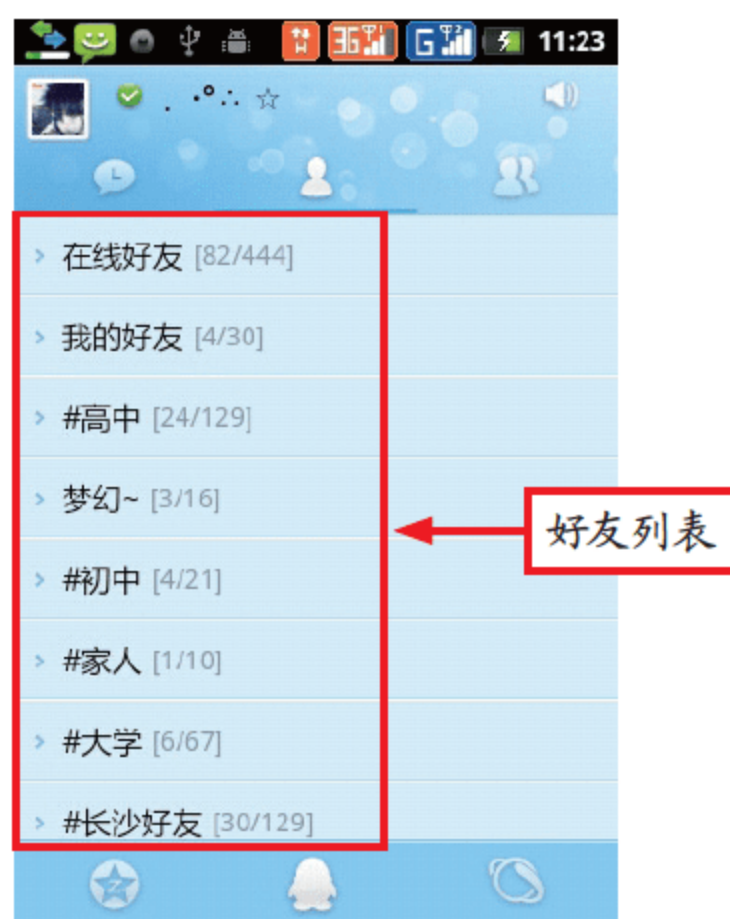 3G 1 G 2 11:23
在线好友 [82/444]
我的好友 [4/30]
#高中 [24/129]
梦幻~ [3/16]
#初中 [4/21]
#家人 [1/10]
#大学 [6/67]
#长沙好友 [30/129]
好友列表